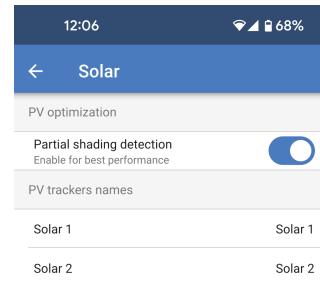 12:06 68%
Solar
PV optimization
Partial shading detection
Enable for best performance
PV trackers names
Solar 1 Solar 1
Solar 2 Solar 2